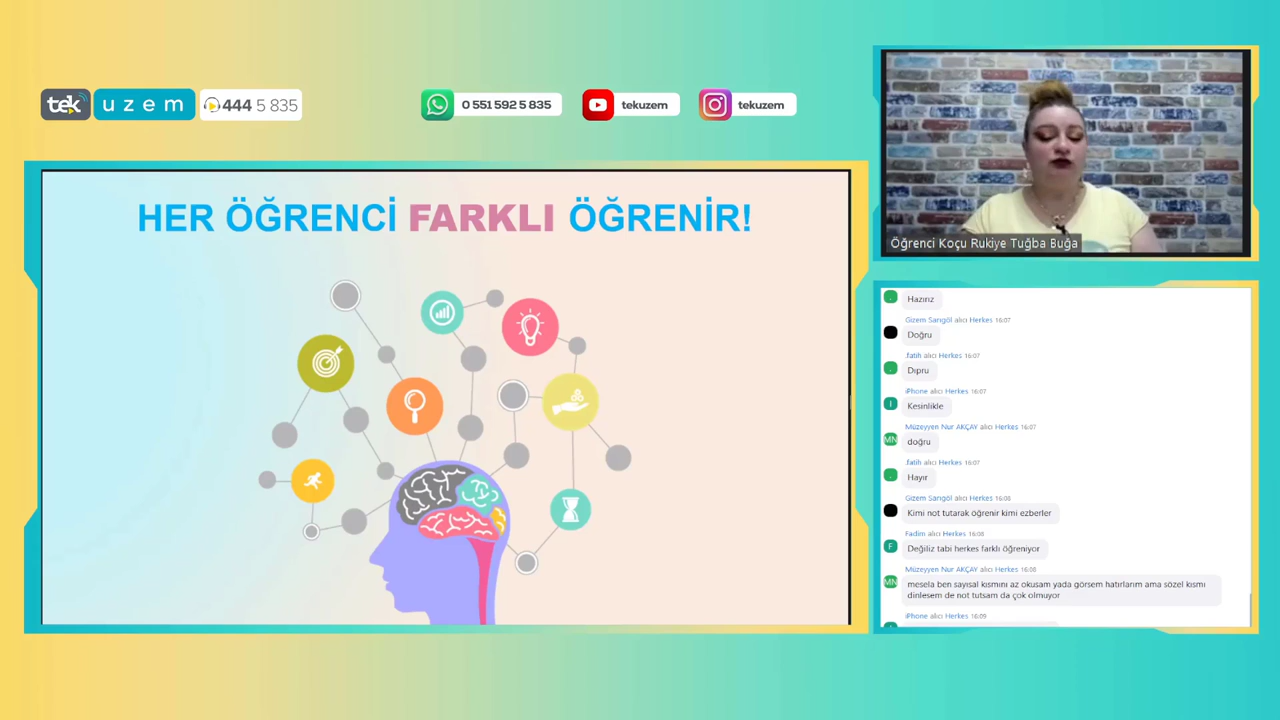 tek uzem 444 5 835
0 551 592 5 835
tekuzem
tekuzem
HER ÖĞRENCİ FARKLI ÖĞRENİR!
Öğrenci Koçu Rukiye Tuğba Buğa
Hazırız
Gizem Sarıgöl alıcı Herkes 16:07
Doğru
.fatih alıcı Herkes 16:07
Dıpru
iPhone alıcı Herkes 16:07
I
Kesinlikle
Müzeyyen Nur AKÇAY alıcı Herkes 16:07
MN
doğru
.fatih alıcı Herkes 16:07
Hayır
Gizem Sarıgöl alıcı Herkes 16:08
Kimi not tutarak öğrenir kimi ezberler
Fadim alıcı Herkes 16:08
F
Değiliz tabi herkes farklı öğreniyor
Müzeyyen Nur AKÇAY alıcı Herkes 16:08
MN
mesela ben sayısal kısmını az okusam yada görsem hatırlarım ama sözel kısmı
dinlesem de not tutsam da çok olmuyor
iPhone alıcı Herkes 16:09